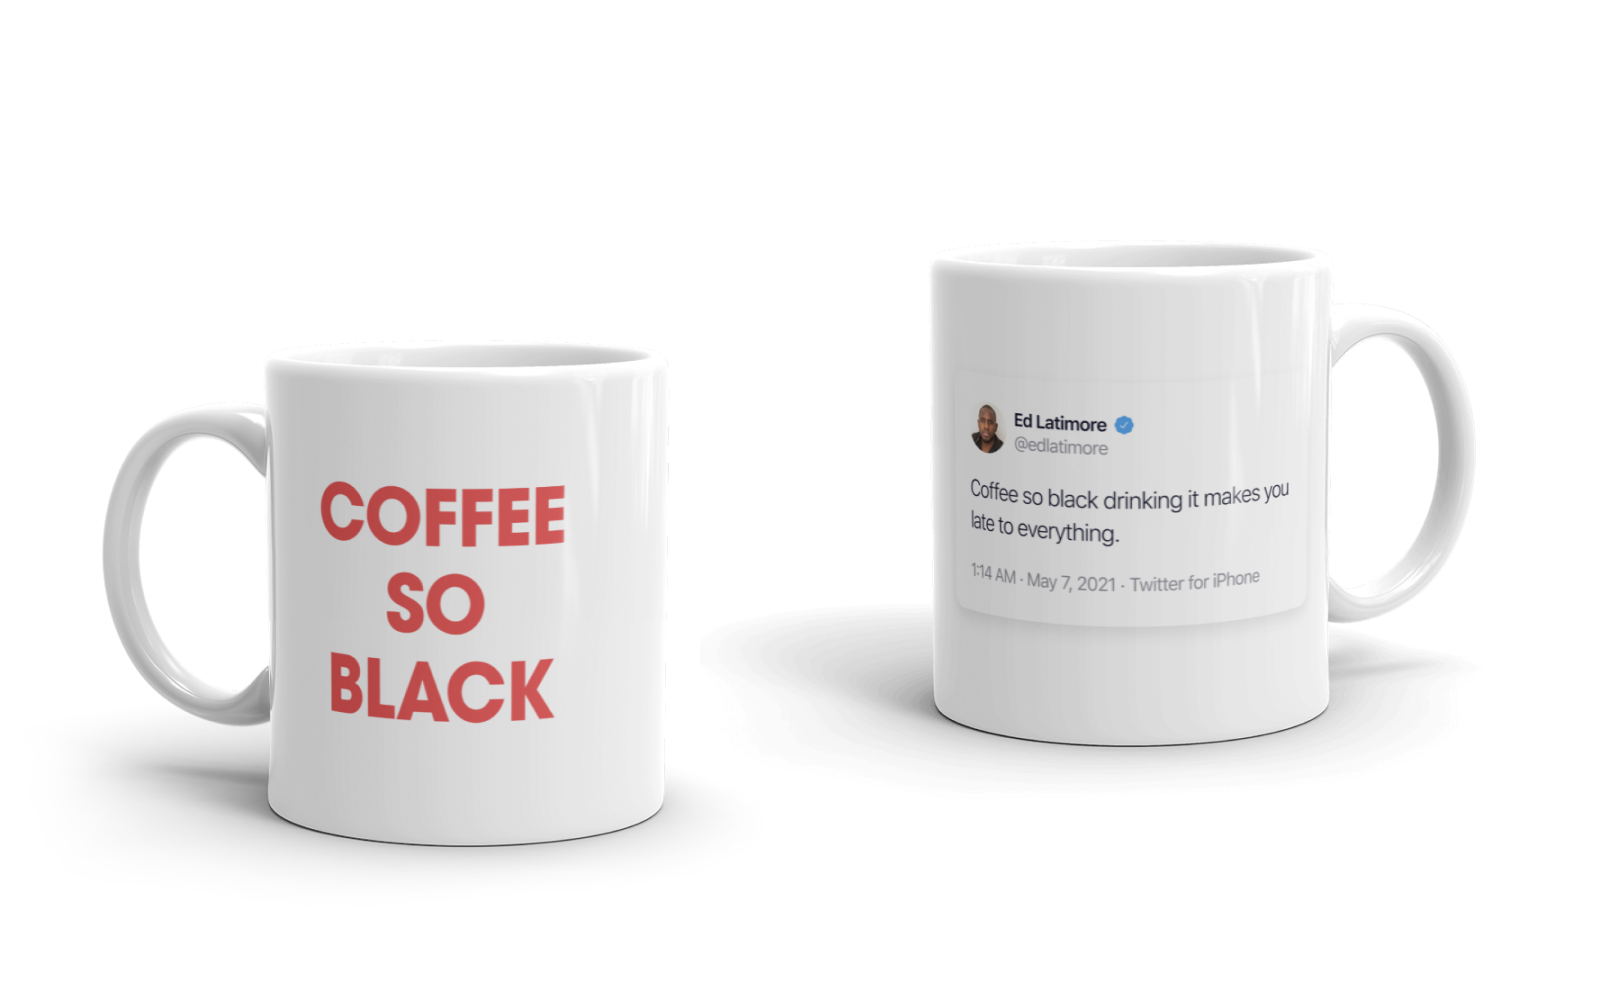 COFFEE
SO
BLACK
Ed Latimore
@edlatimore
Coffee so black drinking it makes you
late to everything.
1:14 AM · May 7, 2021 · Twitter for iPhone